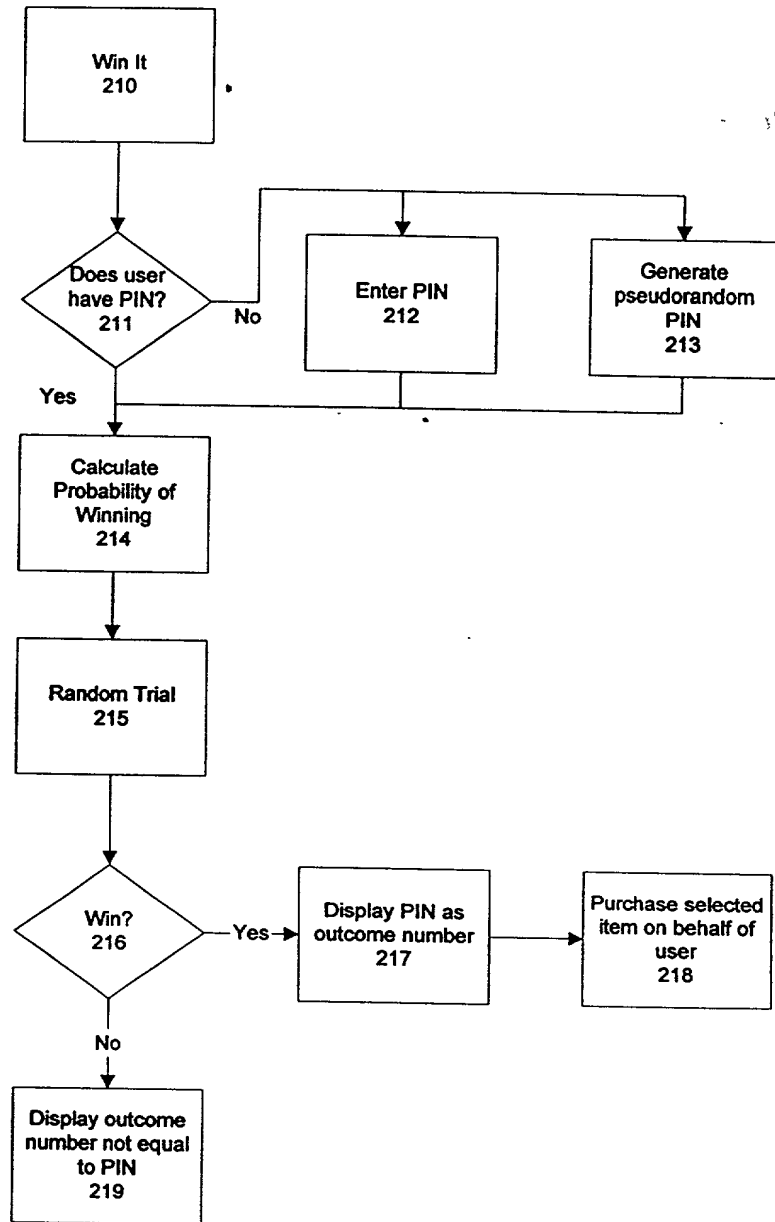 Win It
210
Does user
have PIN?
211
No
Enter PIN
212
Generate
pseudorandom
PIN
213
Yes
Calculate
Probability of
Winning
214
Random Trial
215
Win?
216
Yes
Display PIN as
outcome number
217
Purchase selected
item on behalf of
user
218
No
Display outcome
number not equal
to PIN
219